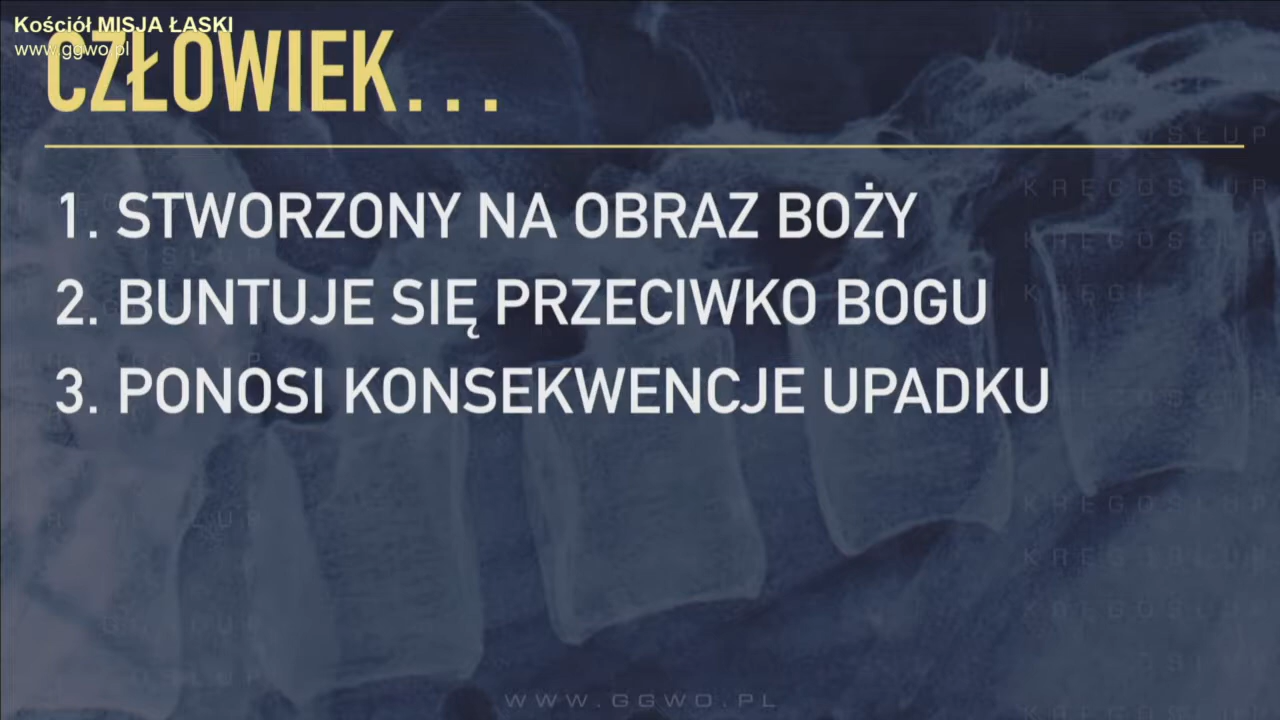 Kościół MISJA ŁASKI
www.ggwo.pl
CZŁOWIEK...
1. STWORZONY NA OBRAZ BOŻY
2. BUNTUJE SIĘ PRZECIWKO BOGU
3. PONOSI KONSEKWENCJE UPADKU
WWW.GGWO.PL